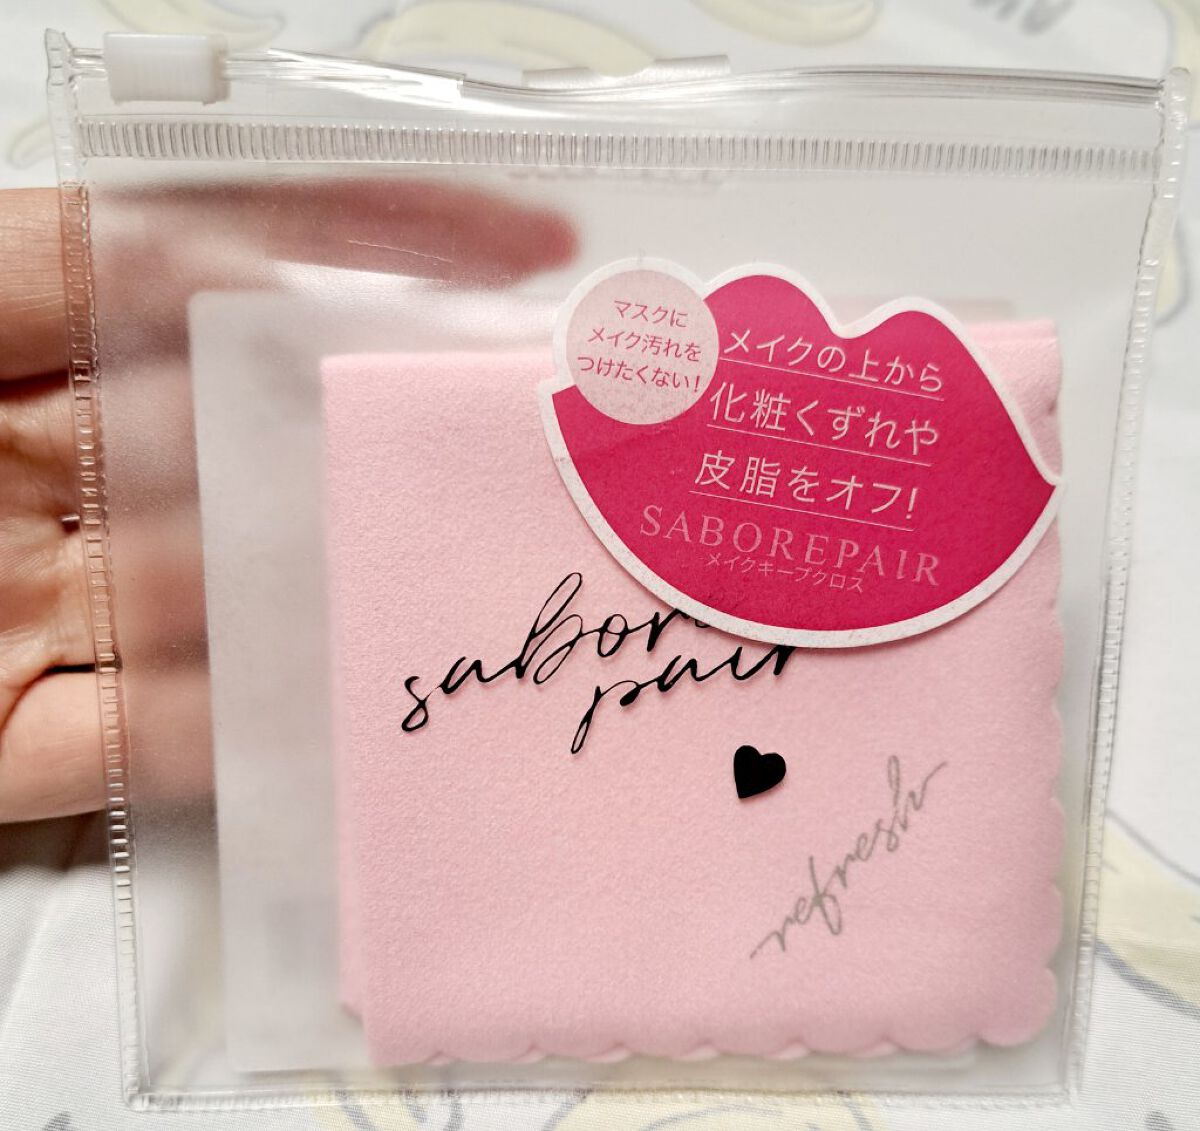 マスクに
メイク汚れを
つけたくない!
メイクの上から
化粧くずれや
皮脂をオフ!
SABOREPAIR
メイクキープクロス
pair
refresh